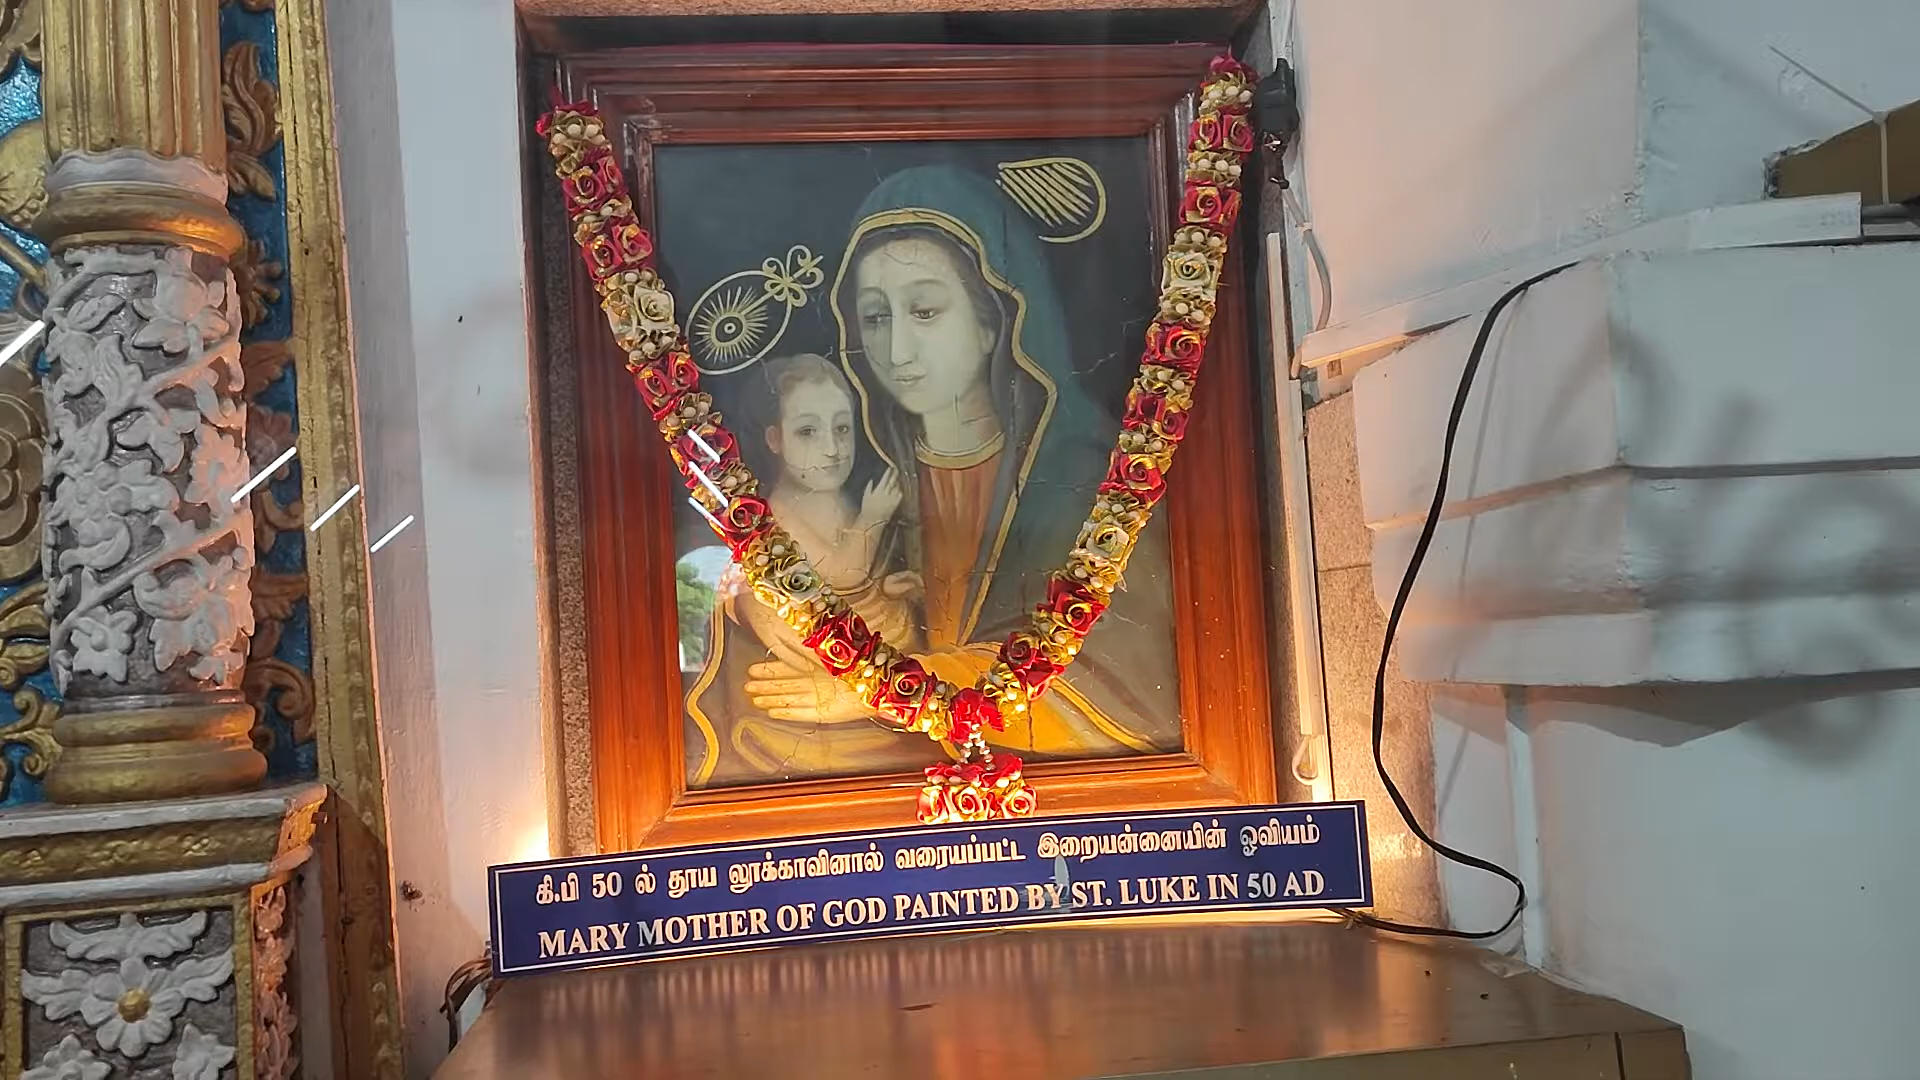 கி.பி 50 ல் தூய லூக்காவினால் வரையப்பட்ட இறையன்னையின் ஓவியம்
MARY MOTHER OF GOD PAINTED BY ST. LUKE IN 50 AD